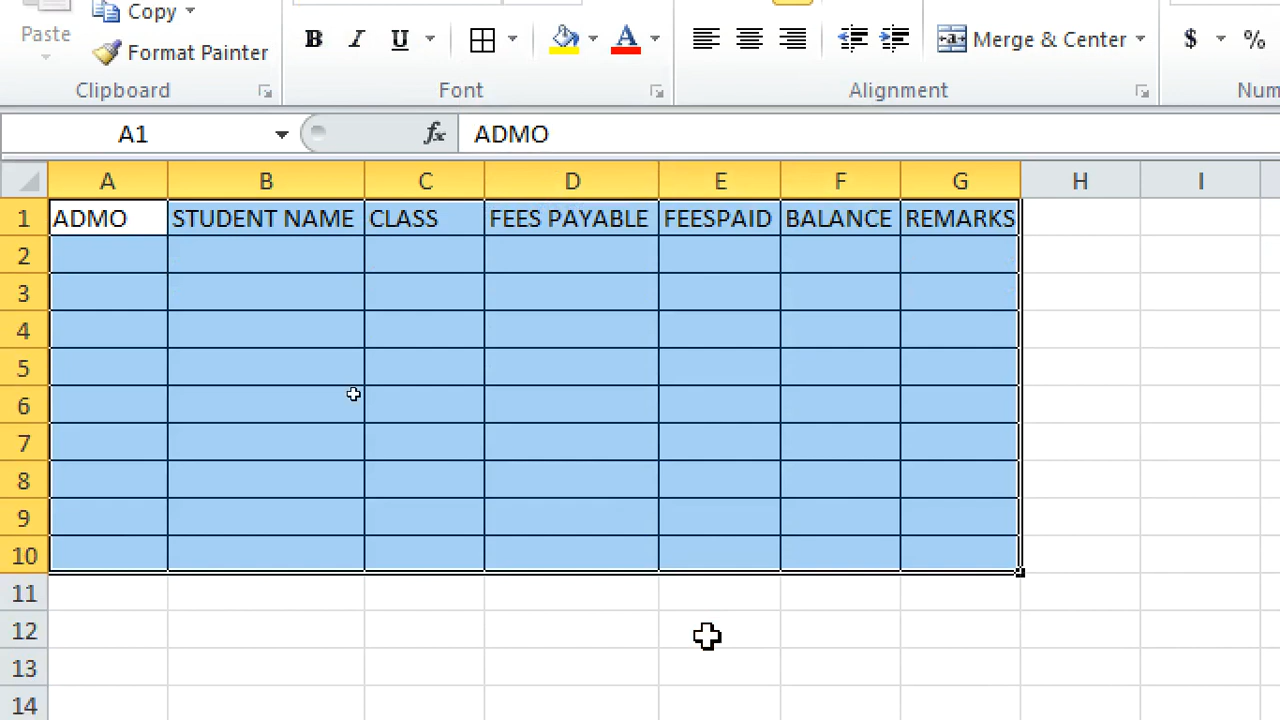 Copy
Paste
Format Painter
B I U A
Merge & Center $ %
Clipboard Font Alignment
A1 fx ADMO
A B C D E F G H I
1 ADMO STUDENT NAME CLASS FEES PAYABLE FEESPAID BALANCE REMARKS
2
3
4
5
6
7
8
9
10
11
12
13
14